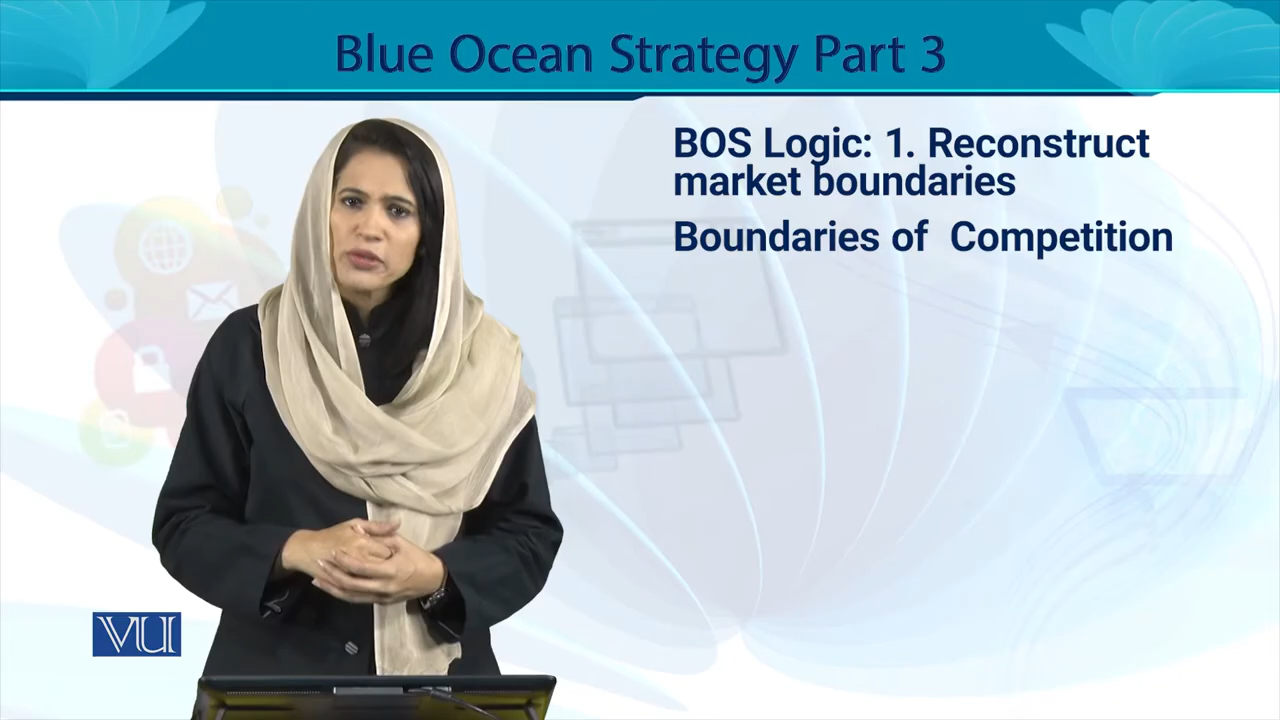 Blue Ocean Strategy Part 3
BOS Logic: 1. Reconstruct
market boundaries
Boundaries of Competition
VU